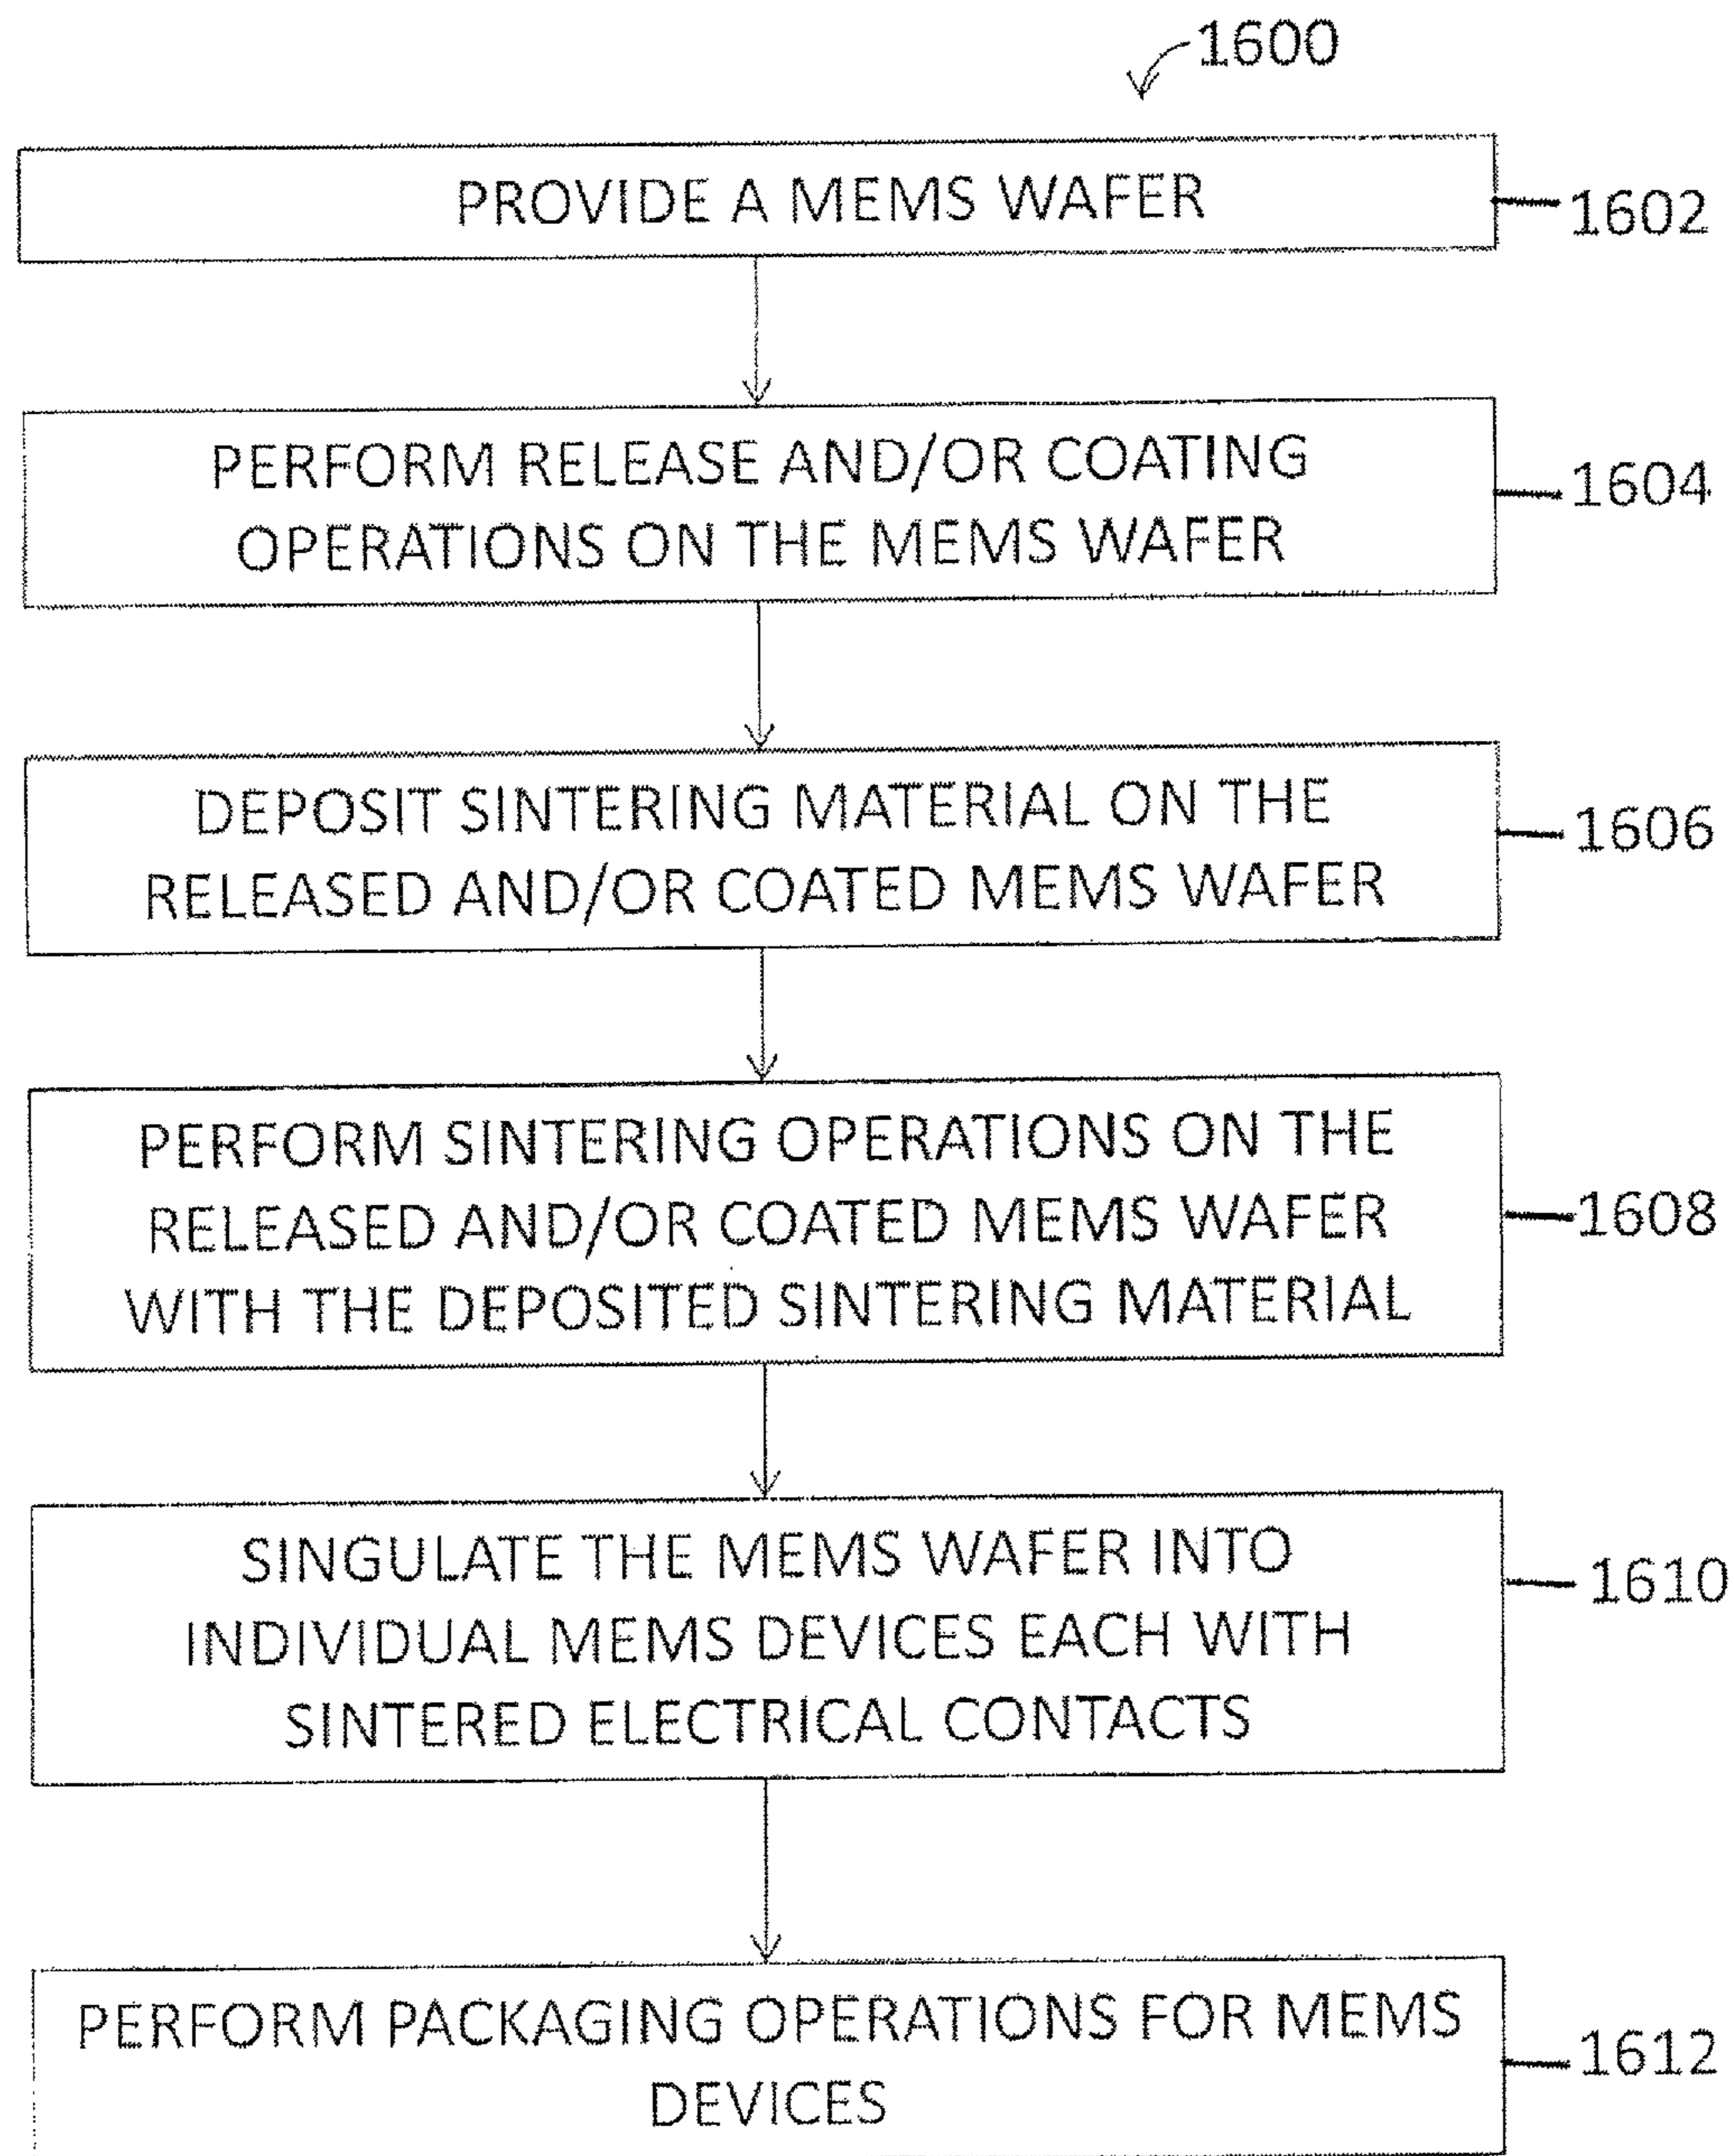 1600
PROVIDE A MEMS WAFER
1602
PERFORM RELEASE AND/OR COATING
OPERATIONS ON THE MEMS WAFER
1604
DEPOSIT SINTERING MATERIAL ON THE
RELEASED AND/OR COATED MEMS WAFER
1606
PERFORM SINTERING OPERATIONS ON THE
RELEASED AND/OR COATED MEMS WAFER
WITH THE DEPOSITED SINTERING MATERIAL
1608
SINGULATE THE MEMS WAFER INTO
INDIVIDUAL MEMS DEVICES EACH WITH
SINTERED ELECTRICAL CONTACTS
1610
PERFORM PACKAGING OPERATIONS FOR MEMS
DEVICES
1612